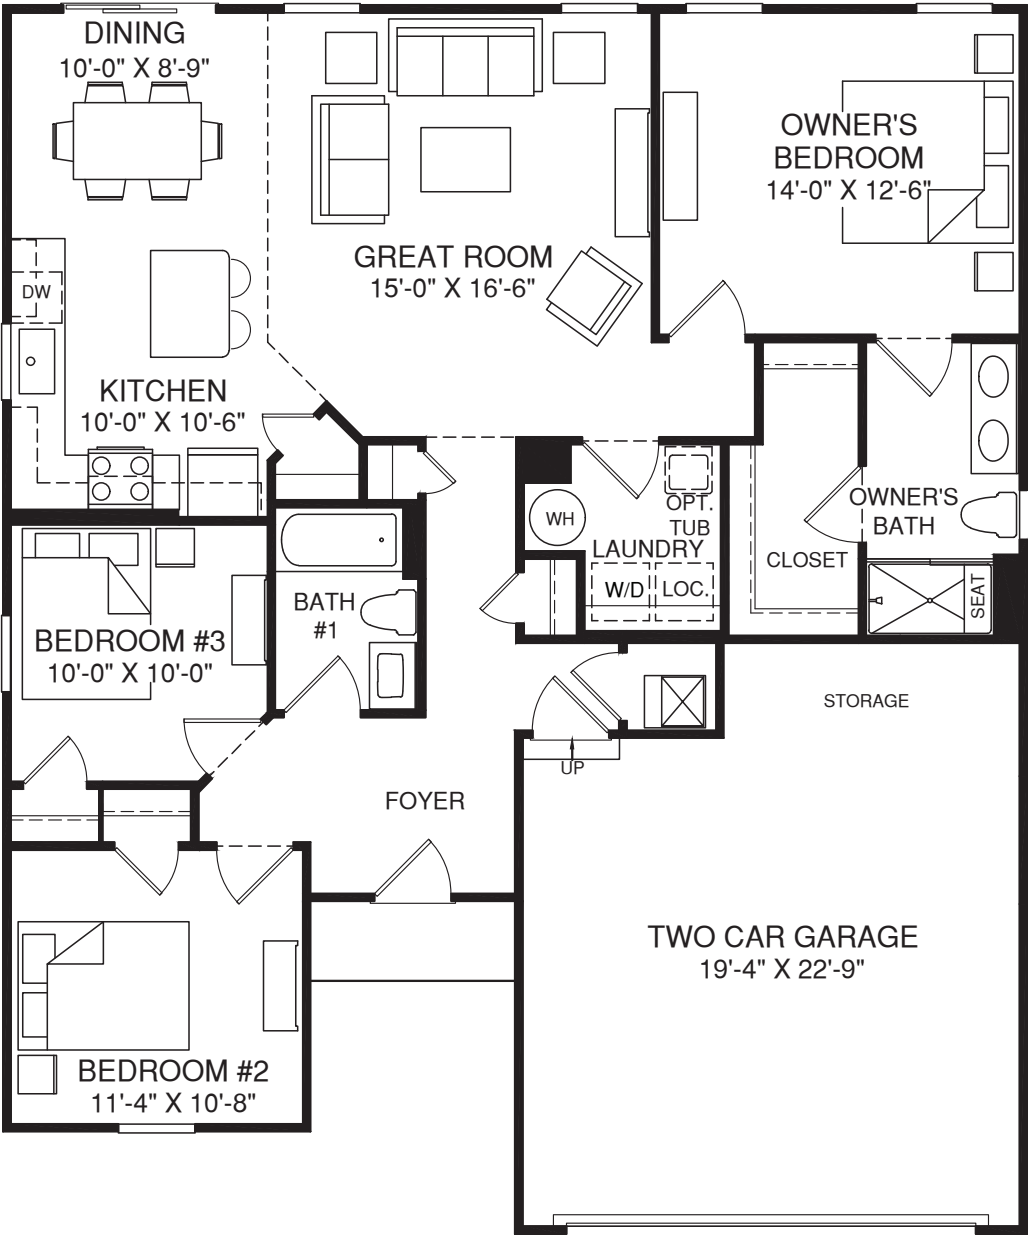 DINING
10'-0" X 8'-9"
OWNER'S
BEDROOM
14'-0" X 12'-6"
GREAT ROOM
15'-0" X 16'-6"
DW
KITCHEN
10'-0" X 10'-6"
OWNER'S
BATH
OPT.
TUB
WH
LAUNDRY
CLOSET
W/D
LOC.
SEAT
BATH
#1
BEDROOM #3
10'-0" X 10'-0"
STORAGE
UP
FOYER
TWO CAR GARAGE
19'-4" X 22'-9"
BEDROOM #2
11'-4" X 10'-8"